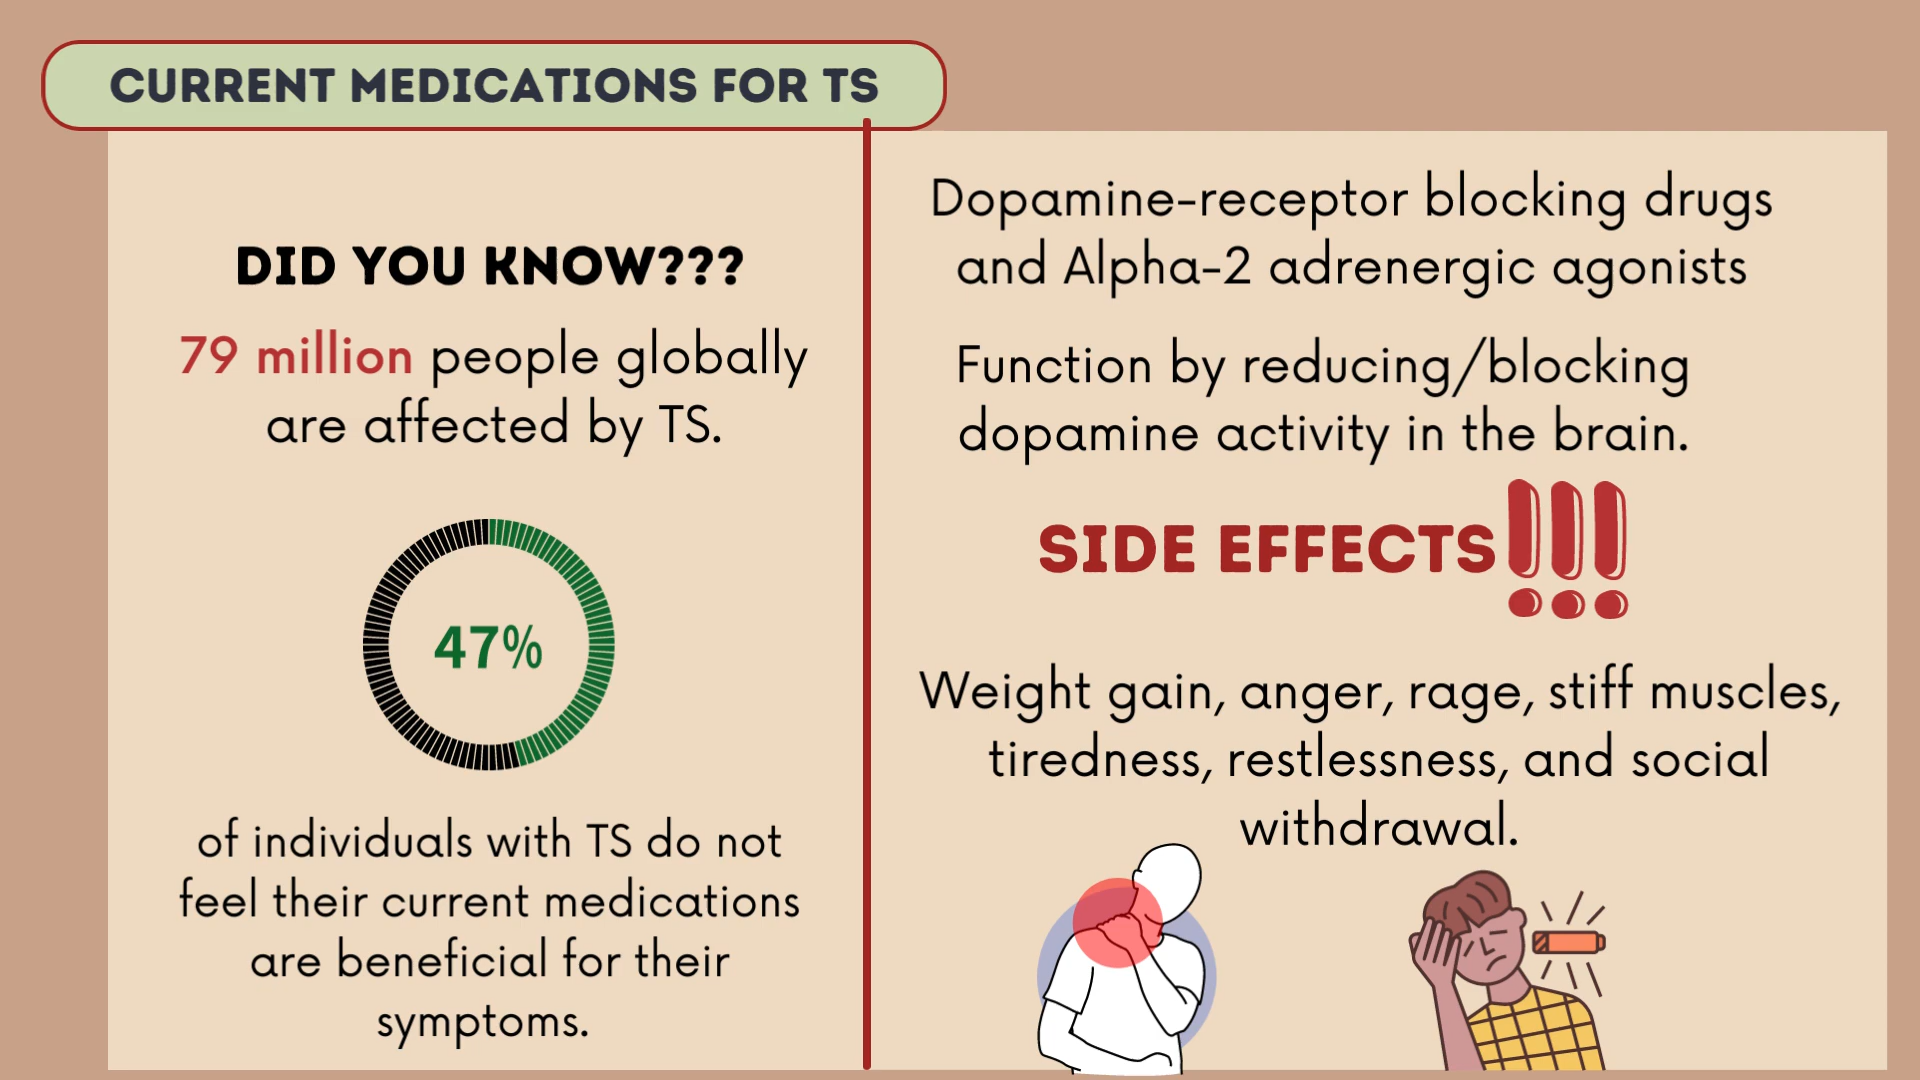 CURRENT MEDICATIONS FOR TS
DID YOU KNOW???
79 million people globally
are affected by TS.
47%
of individuals with TS do not
feel their current medications
are beneficial for their
symptoms.
Dopamine-receptor blocking drugs
and Alpha-2 adrenergic agonists
Function by reducing/blocking
dopamine activity in the brain.
SIDE EFFECTS!!!
Weight gain, anger, rage, stiff muscles,
tiredness, restlessness, and social
withdrawal.